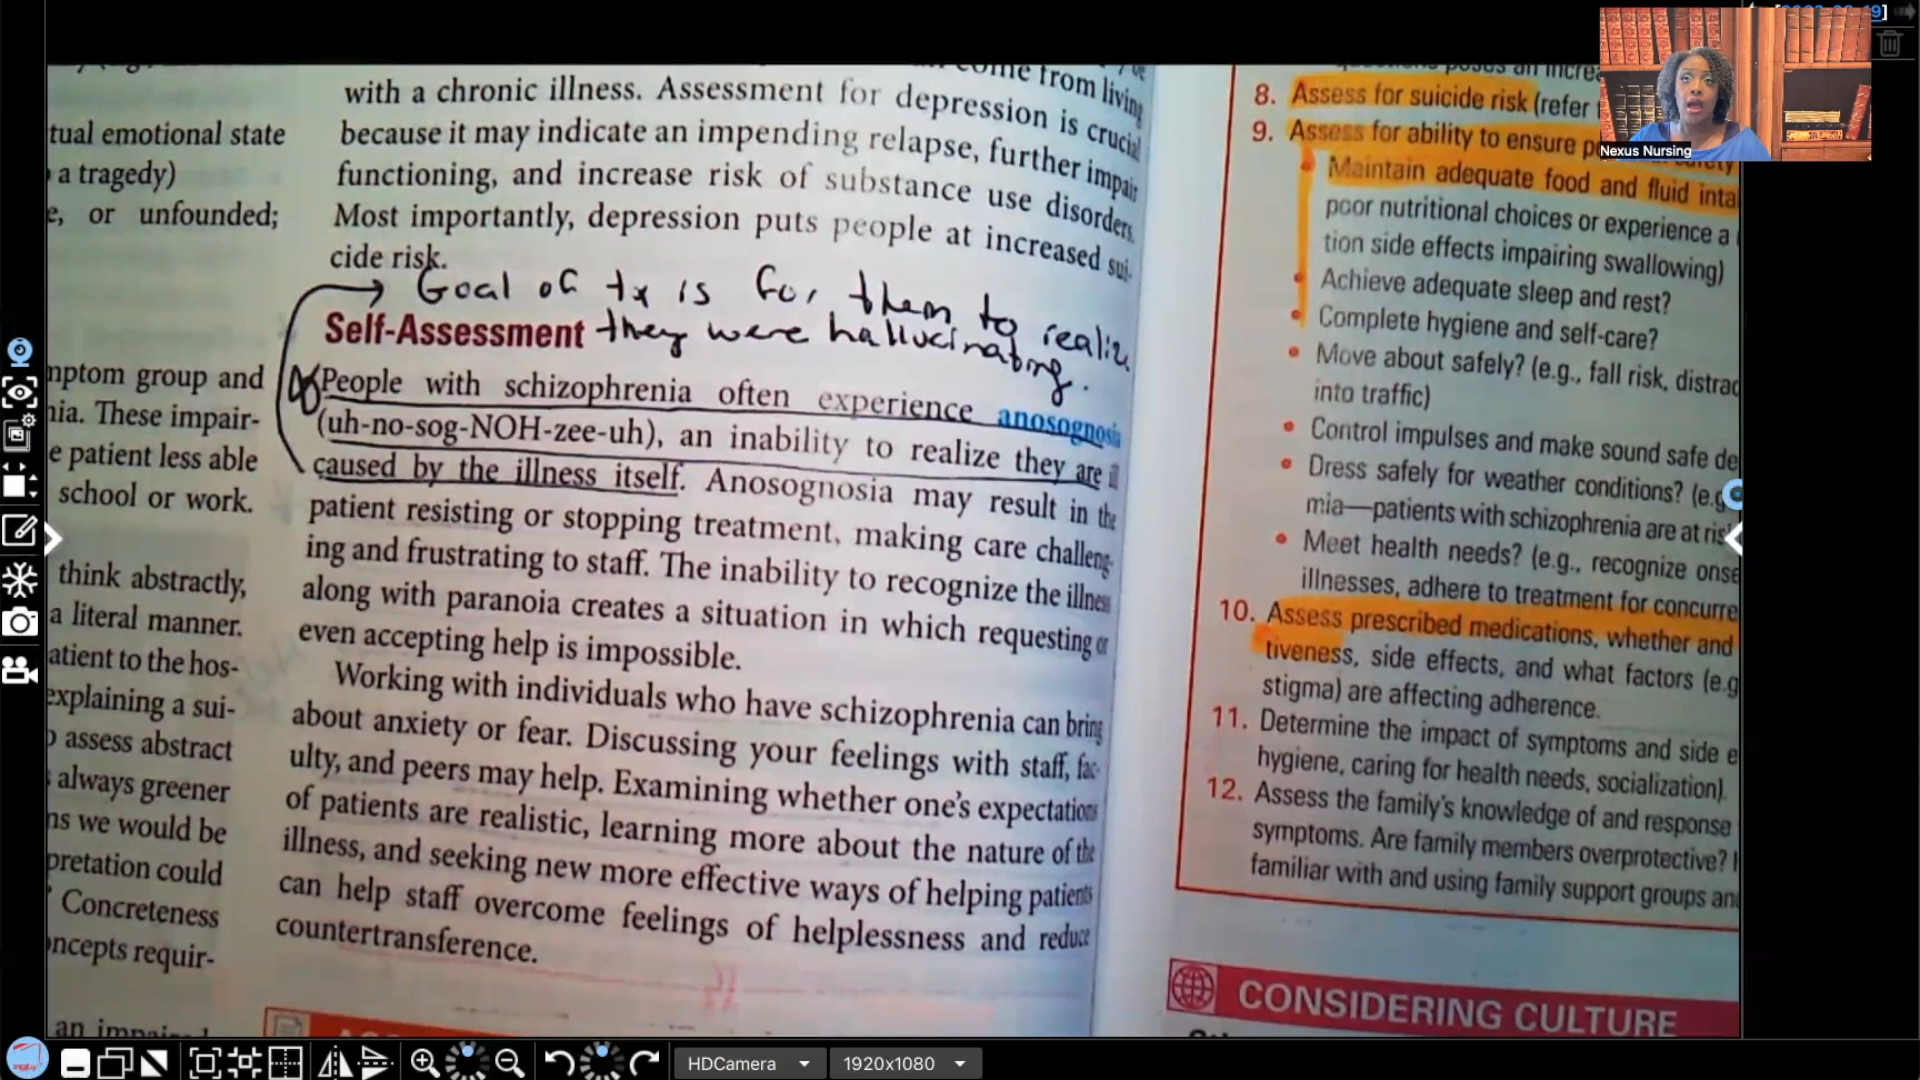 9]
Nexus Nursing
tual emotional state
a tragedy)
e, or unfounded;
mptom group and
nia. These impair-
e patient less able
school or work.
think abstractly,
a literal manner.
atient to the hos-
explaining a sui-
assess abstract
always greener
ns we would be
pretation could
Concreteness
ncepts requir-
come from living
with a chronic illness. Assessment for depression is crucial
because it may indicate an impending relapse, further impair
functioning, and increase risk of substance use disorders.
Most importantly, depression puts people at increased sui-
cide risk.
→ Goal of tx is for them to realize
they were hallucinating.
Self-Assessment
People with schizophrenia often experience anosognosia
(uh-no-sog-NOH-zee-uh), an inability to realize they are ill
caused by the illness itself. Anosognosia may result in the
patient resisting or stopping treatment, making care challeng-
ing and frustrating to staff. The inability to recognize the illness
along with paranoia creates a situation in which requesting or
even accepting help is impossible.
Working with individuals who have schizophrenia can bring
about anxiety or fear. Discussing your feelings with staff, fac-
ulty, and peers may help. Examining whether one's expectations
of patients are realistic, learning more about the nature of the
illness, and seeking new more effective ways of helping patients
can help staff overcome feelings of helplessness and reduce
countertransference.
8. Assess for suicide risk (refer
9. Assess for ability to ensure
• Maintain adequate food and fluid inta
poor nutritional choices or experience a
tion side effects impairing swallowing)
• Achieve adequate sleep and rest?
• Complete hygiene and self-care?
• Move about safely? (e.g., fall risk, distrac
into traffic)
• Control impulses and make sound safe de
• Dress safely for weather conditions? (e.g
mia—patients with schizophrenia are at ris
• Meet health needs? (e.g., recognize onse
illnesses, adhere to treatment for concurre
10. Assess prescribed medications, whether and
tiveness, side effects, and what factors (e.g
stigma) are affecting adherence.
11. Determine the impact of symptoms and side e
hygiene, caring for health needs, socialization).
12. Assess the family's knowledge of and response
symptoms. Are family members overprotective?
familiar with and using family support groups an
CONSIDERING CULTURE
HDCamera
1920x1080